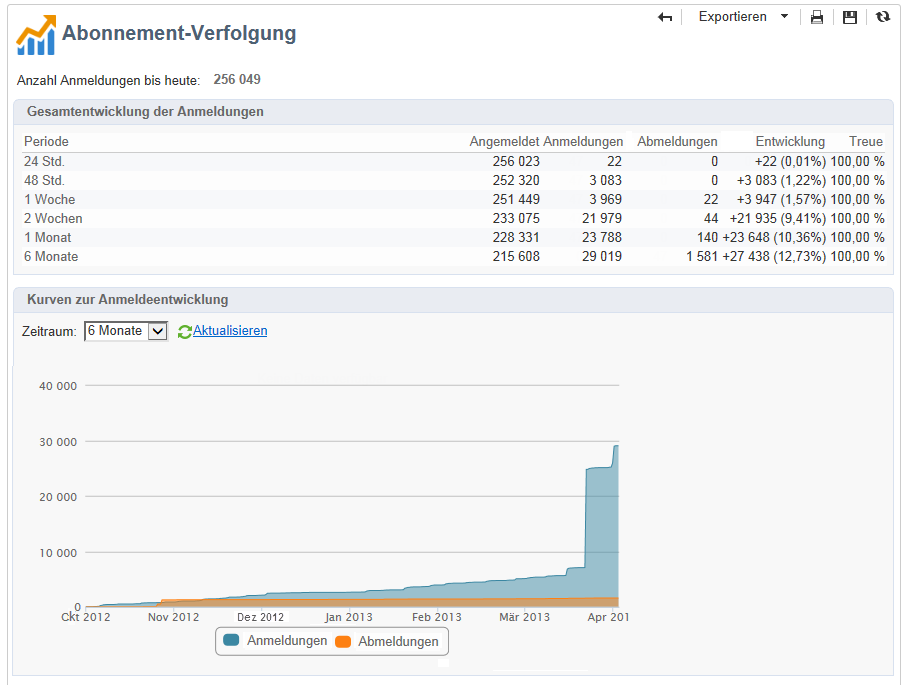 Exportieren
Abonnement-Verfolgung
Anzahl Anmeldungen bis heute: 256 049
Gesamtentwicklung der Anmeldungen
Periode Angemeldet Anmeldungen Abmeldungen Entwicklung Treue
24 Std. 256 023 22 0 +22 (0,01%) 100,00 %
48 Std. 252 320 3 083 0 +3 083 (1,22%) 100,00 %
1 Woche 251 449 3 969 22 +3 947 (1,57%) 100,00 %
2 Wochen 233 075 21 979 44 +21 935 (9,41%) 100,00 %
1 Monat 228 331 23 788 140 +23 648 (10,36%) 100,00 %
6 Monate 215 608 29 019 1 581 +27 438 (12,73%) 100,00 %
Kurven zur Anmeldeentwicklung
Zeitraum: 6 Monate Aktualisieren
40 000
30 000
20 000
10 000
0
Okt 2012 Nov 2012 Dez 2012 Jan 2013 Feb 2013 Mär 2013 Apr 201
Anmeldungen Abmeldungen